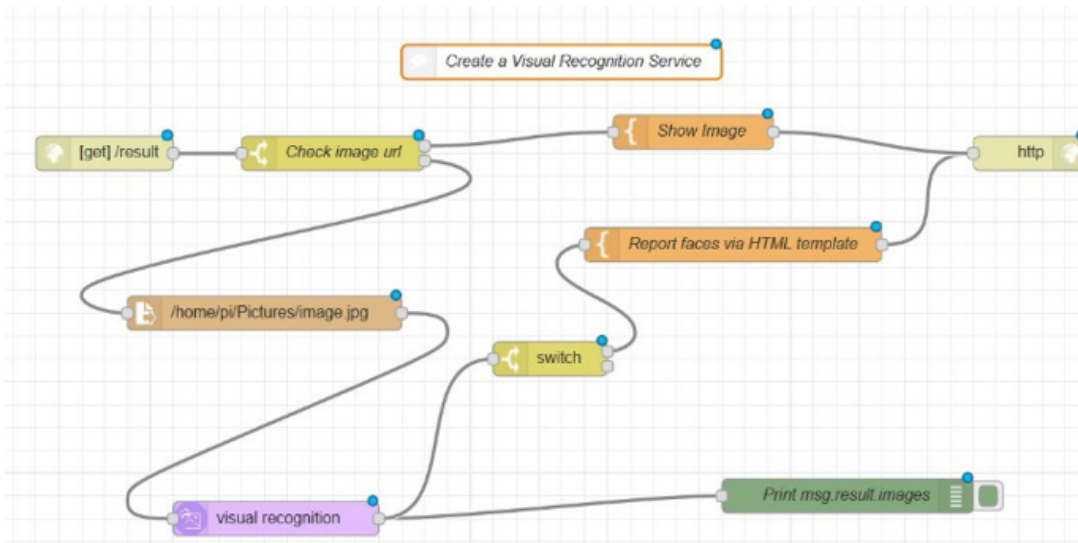 Create a Visual Recognition Service
[get] /result
Check image url
Show Image
http
Report faces via HTML template
/home/pi/Pictures/image.jpg
switch
visual recognition
Print msg.result.images